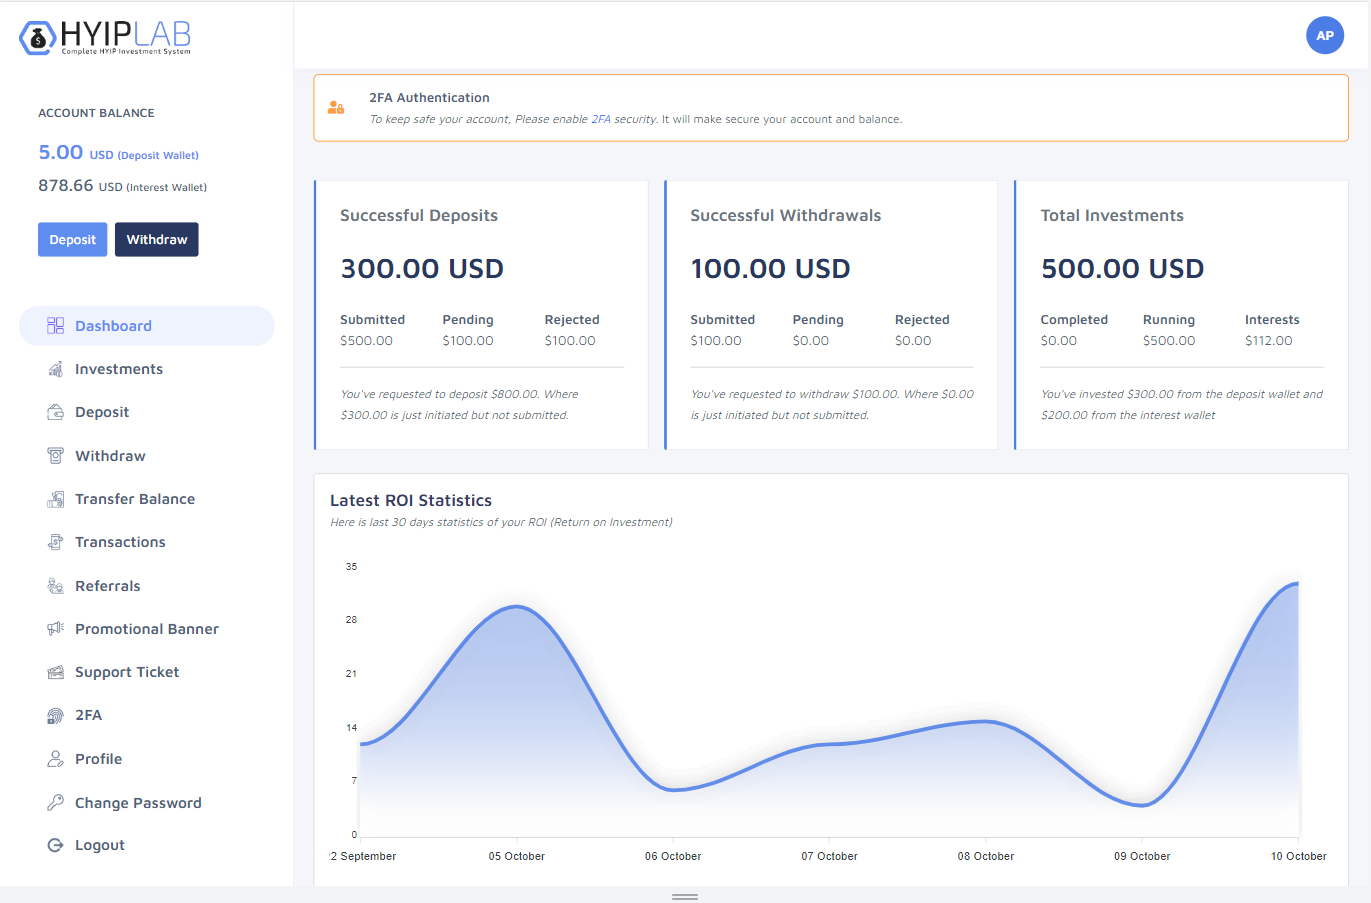 HYIPLAB
Complete HYIP Investment System
AP
ACCOUNT BALANCE
5.00 USD (Deposit Wallet)
878.66 USD (Interest Wallet)
Deposit Withdraw
Dashboard
Investments
Deposit
Withdraw
Transfer Balance
Transactions
Referrals
Promotional Banner
Support Ticket
2FA
Profile
Change Password
Logout
2FA Authentication
To keep safe your account, Please enable 2FA security. It will make secure your account and balance.
Successful Deposits
300.00 USD
Submitted Pending Rejected
$500.00 $100.00 $100.00
You've requested to deposit $800.00. Where
$300.00 is just initiated but not submitted.
Successful Withdrawals
100.00 USD
Submitted Pending Rejected
$100.00 $0.00 $0.00
You've requested to withdraw $100.00. Where $0.00
is just initiated but not submitted.
Total Investments
500.00 USD
Completed Running Interests
$0.00 $500.00 $112.00
You've invested $300.00 from the deposit wallet and
$200.00 from the interest wallet
Latest ROI Statistics
Here is last 30 days statistics of your ROI (Return on Investment)
35
28
21
14
7
0
2 September 05 October 06 October 07 October 08 October 09 October 10 October